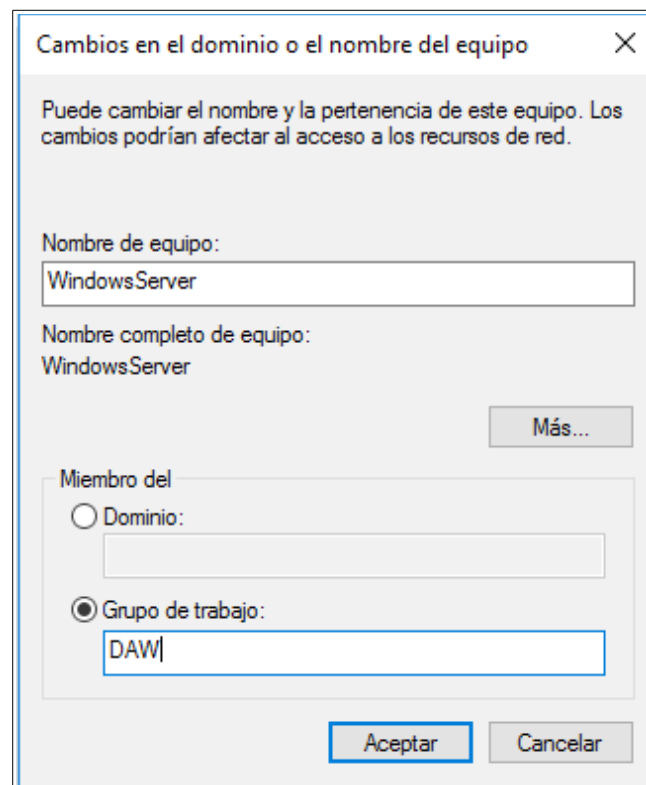 Cambios en el dominio o el nombre del equipo
Puede cambiar el nombre y la pertenencia de este equipo. Los
cambios podrían afectar al acceso a los recursos de red.
Nombre de equipo:
WindowsServer
Nombre completo de equipo:
WindowsServer
Más...
Miembro del
Dominio:
Grupo de trabajo:
DAW
Aceptar
Cancelar